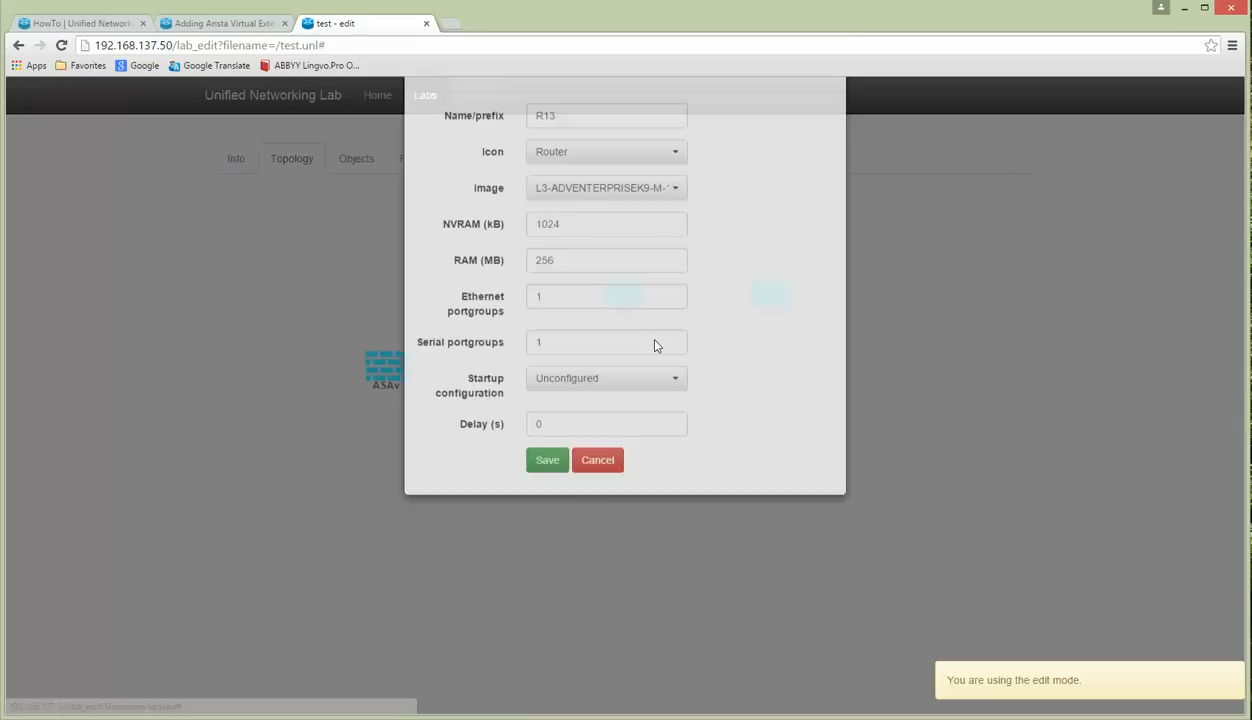 HowTo | Unified Network
Adding Arista Virtual Exte
test - edit
192.168.137.50/lab_edit?filename=/test.unl#
Apps
Favorites
Google
Google Translate
ABBYY Lingvo.Pro O...
Unified Networking Lab
Home
Labs
Info
Topology
Objects
Name/prefix
R13
Icon
Router
Image
L3-ADVENTERPRISEK9-M-
NVRAM (kB)
1024
RAM (MB)
256
Ethernet
portgroups
1
Serial portgroups
1
Startup
configuration
Unconfigured
Delay (s)
0
Save
Cancel
ASAv
You are using the edit mode.